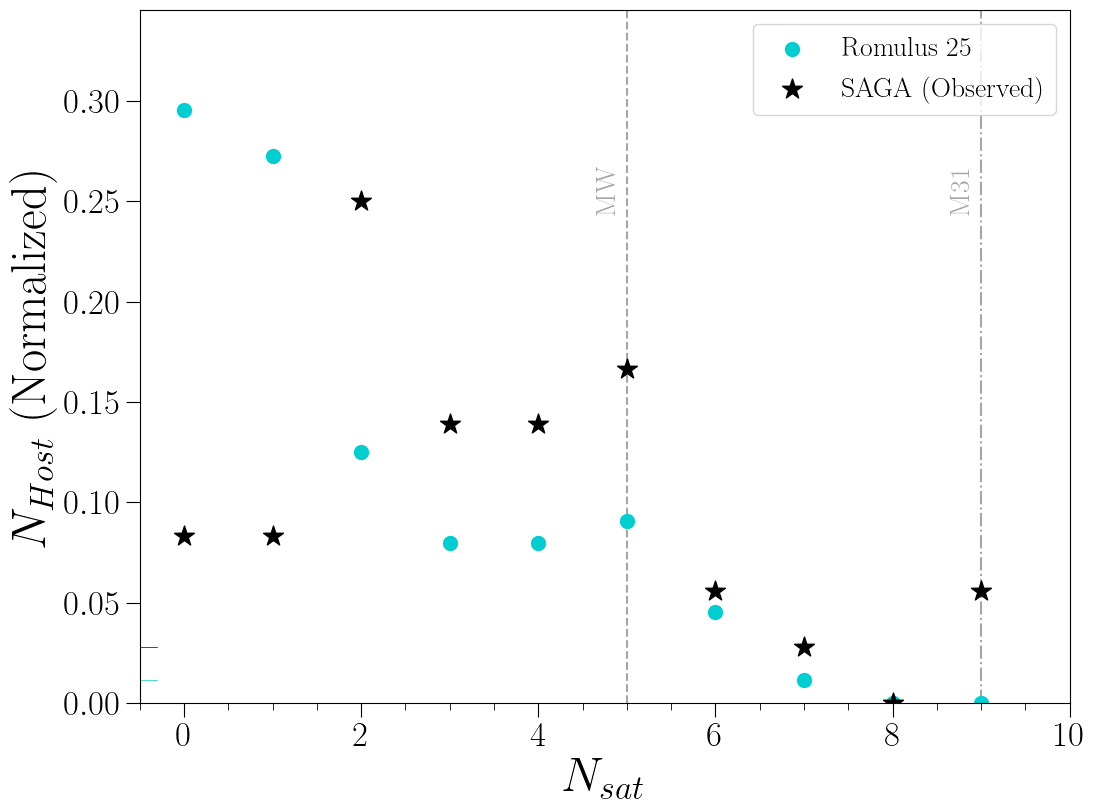 Romulus 25
SAGA (Observed)
MW
M31
N_Host (Normalized)
0.30
0.25
0.20
0.15
0.10
0.05
0.00
0 2 4 6 8 10
N_sat